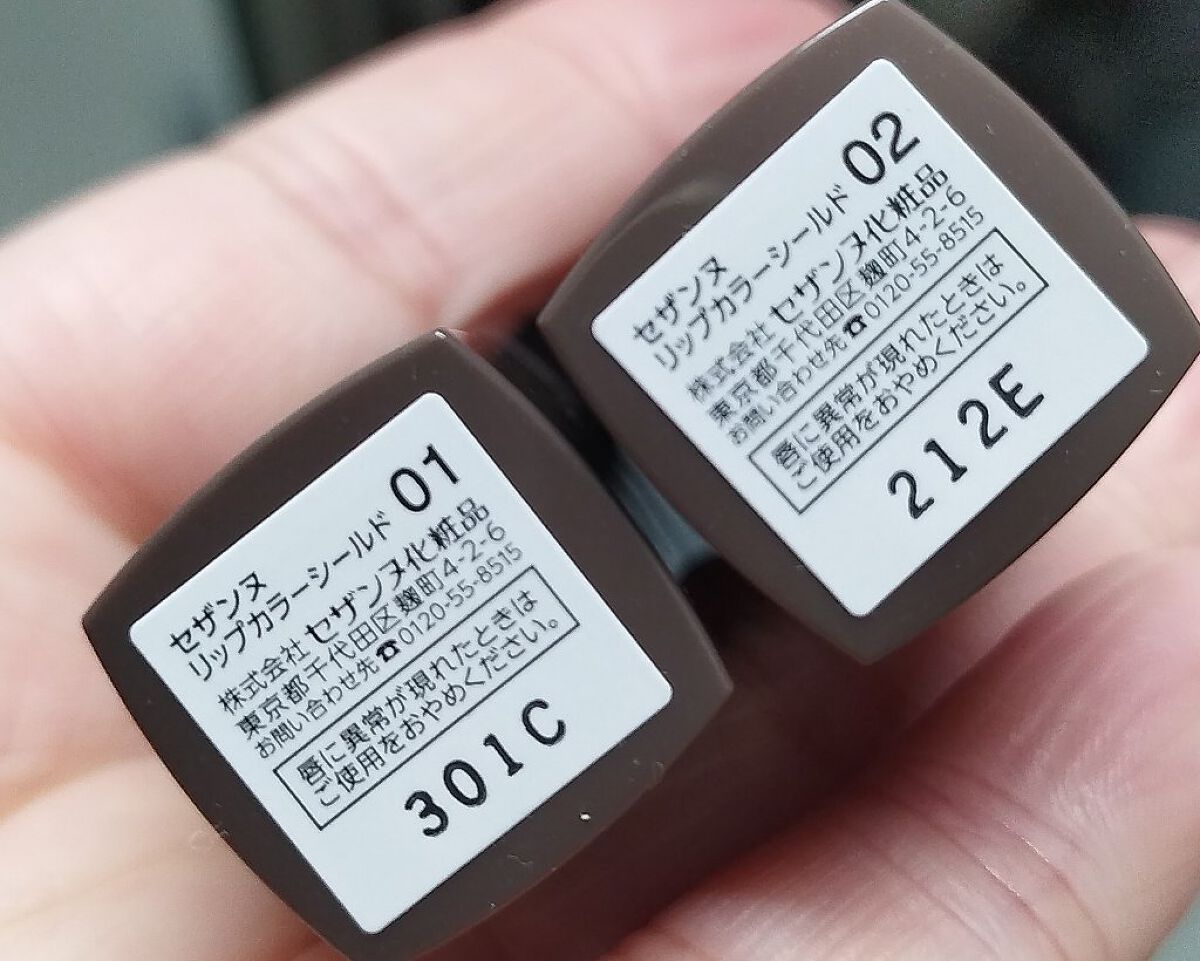 セザンヌ
リップカラーシールド 01
株式会社 セザンヌ化粧品
東京都千代田区麹町4-2-6
お問い合わせ先☎0120-55-8515
唇に異常が現れたときは
ご使用をおやめください。
301C
セザンヌ
リップカラーシールド 02
株式会社 セザンヌ化粧品
東京都千代田区麹町4-2-6
お問い合わせ先☎0120-55-8515
唇に異常が現れたときは
ご使用をおやめください。
212E